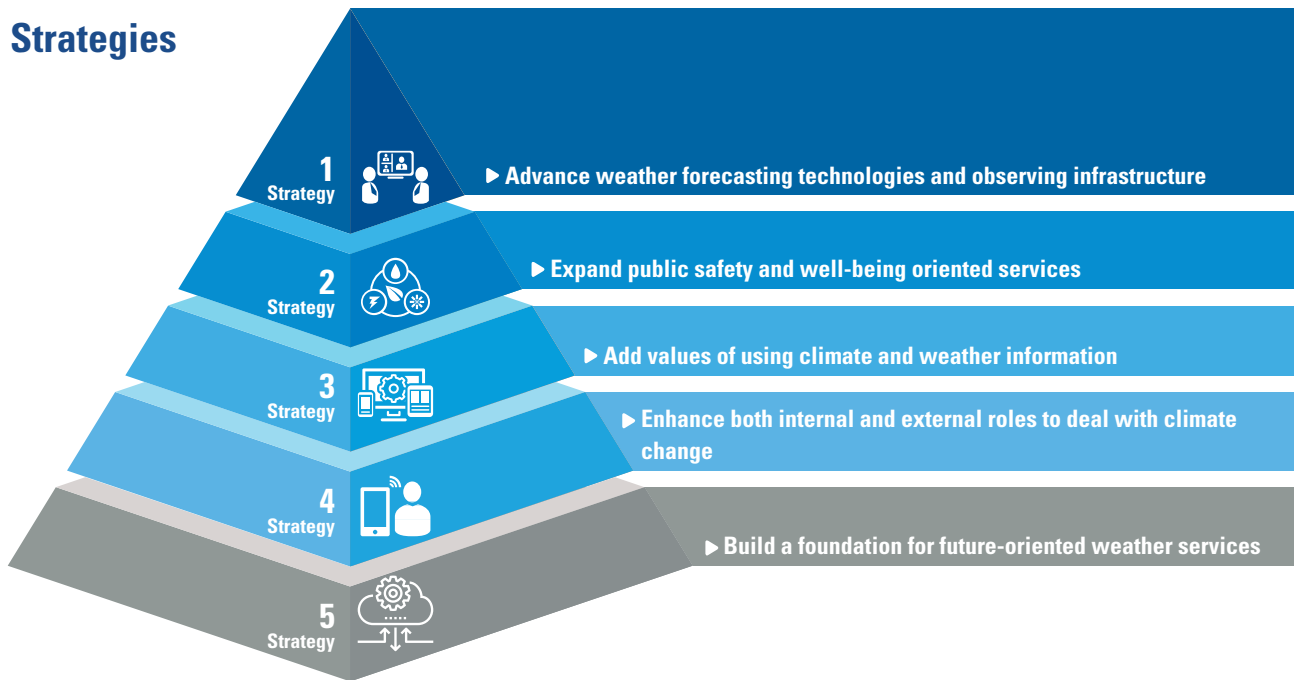 Strategies
1
Strategy
▶ Advance weather forecasting technologies and observing infrastructure
2
Strategy
▶ Expand public safety and well-being oriented services
3
Strategy
▶ Add values of using climate and weather information
4
Strategy
▶ Enhance both internal and external roles to deal with climate
change
5
Strategy
▶ Build a foundation for future-oriented weather services